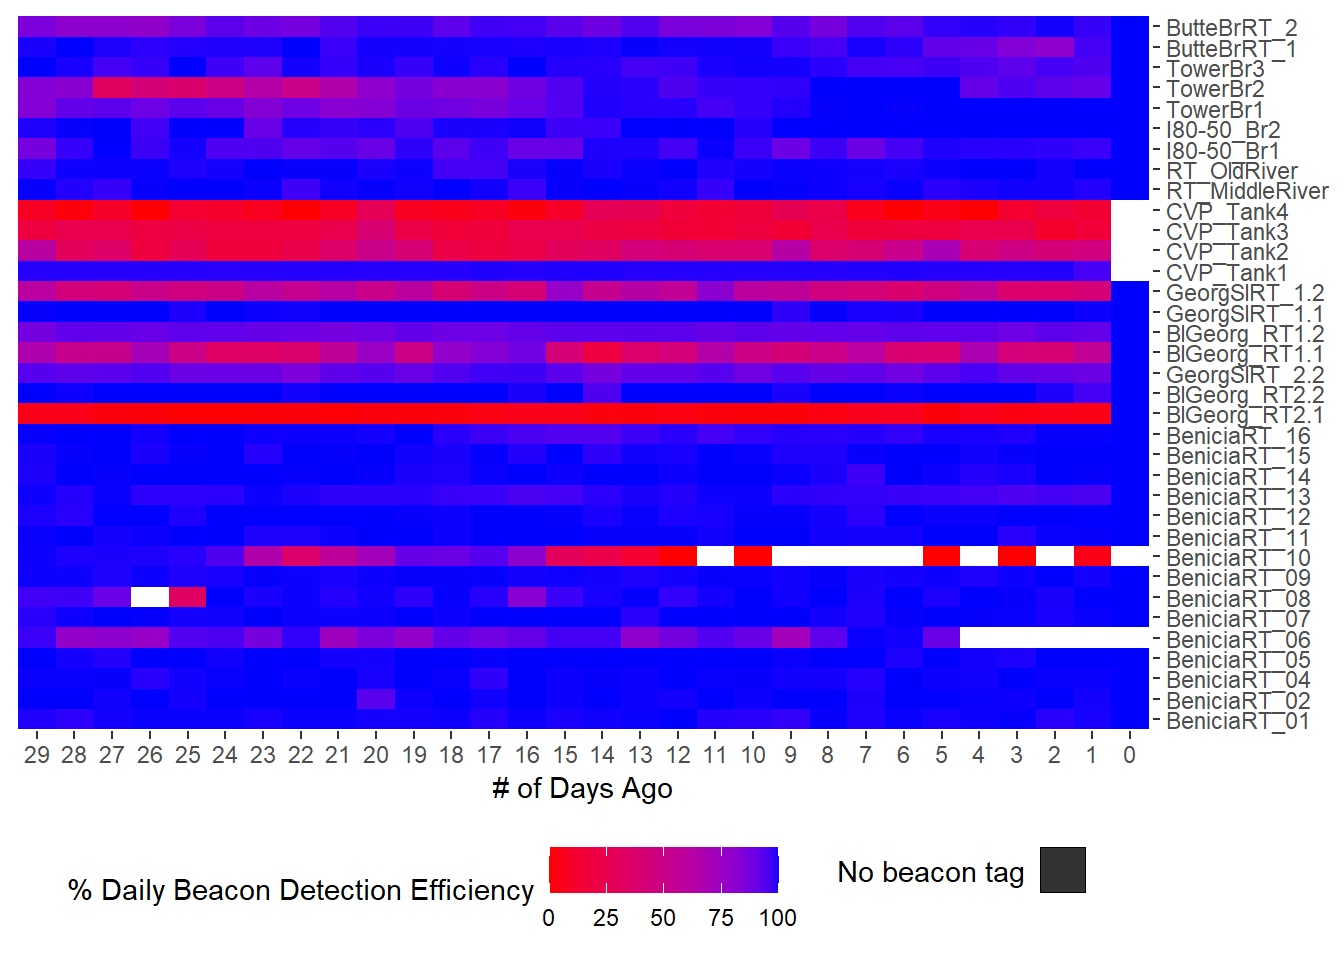 ButteBrRT_2
ButteBrRT_1
TowerBr3
TowerBr2
TowerBr1
I80-50_Br2
I80-50_Br1
RT_OldRiver
RT_MiddleRiver
CVP_Tank4
CVP_Tank3
CVP_Tank2
CVP_Tank1
GeorgSlRT_1.2
GeorgSlRT_1.1
BlGeorg_RT1.2
BlGeorg_RT1.1
GeorgSlRT_2.2
BlGeorg_RT2.2
BlGeorg_RT2.1
BeniciaRT_16
BeniciaRT_15
BeniciaRT_14
BeniciaRT_13
BeniciaRT_12
BeniciaRT_11
BeniciaRT_10
BeniciaRT_09
BeniciaRT_08
BeniciaRT_07
BeniciaRT_06
BeniciaRT_05
BeniciaRT_04
BeniciaRT_02
BeniciaRT_01
29 28 27 26 25 24 23 22 21 20 19 18 17 16 15 14 13 12 11 10 9 8 7 6 5 4 3 2 1 0
# of Days Ago
% Daily Beacon Detection Efficiency
0 25 50 75 100
No beacon tag